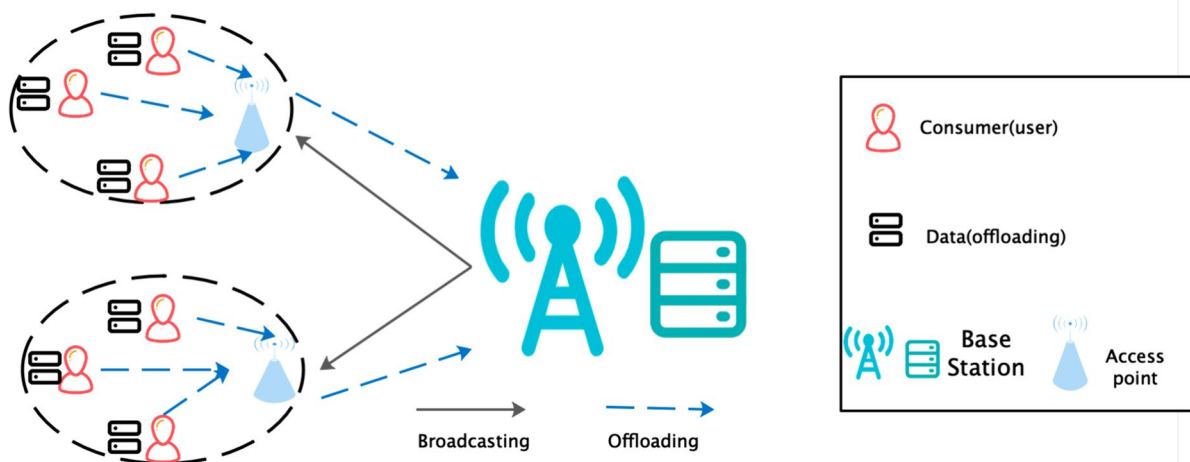 Consumer(user)
Data(offloading)
Base
Station
Access
point
Broadcasting
Offloading